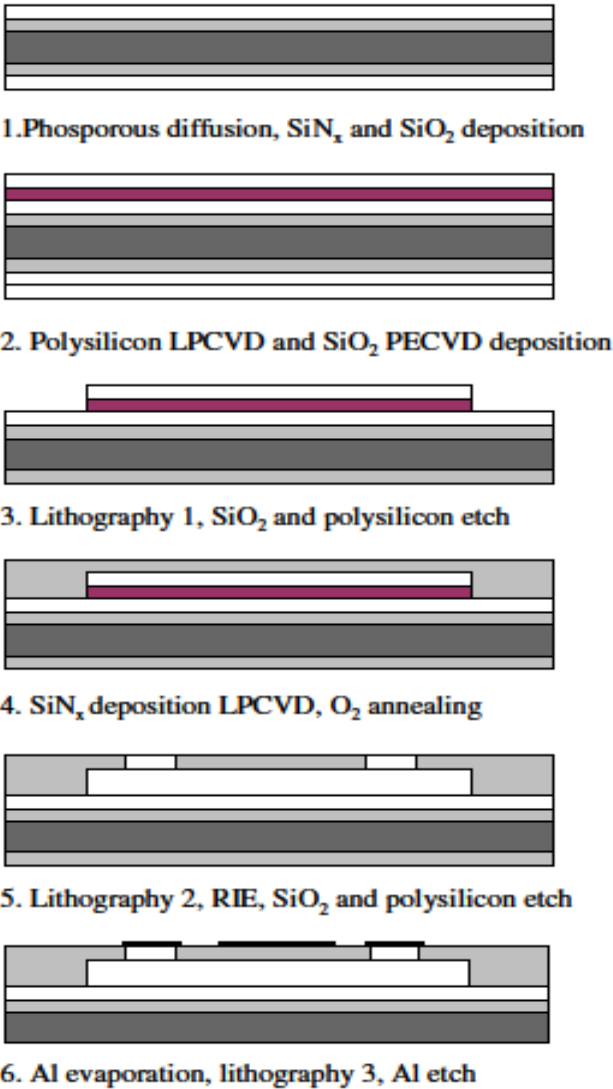 1.Phosporous diffusion, SiNₓ and SiO₂ deposition
2. Polysilicon LPCVD and SiO₂ PECVD deposition
3. Lithography 1, SiO₂ and polysilicon etch
4. SiNₓ deposition LPCVD, O₂ annealing
5. Lithography 2, RIE, SiO₂ and polysilicon etch
6. Al evaporation, lithography 3, Al etch